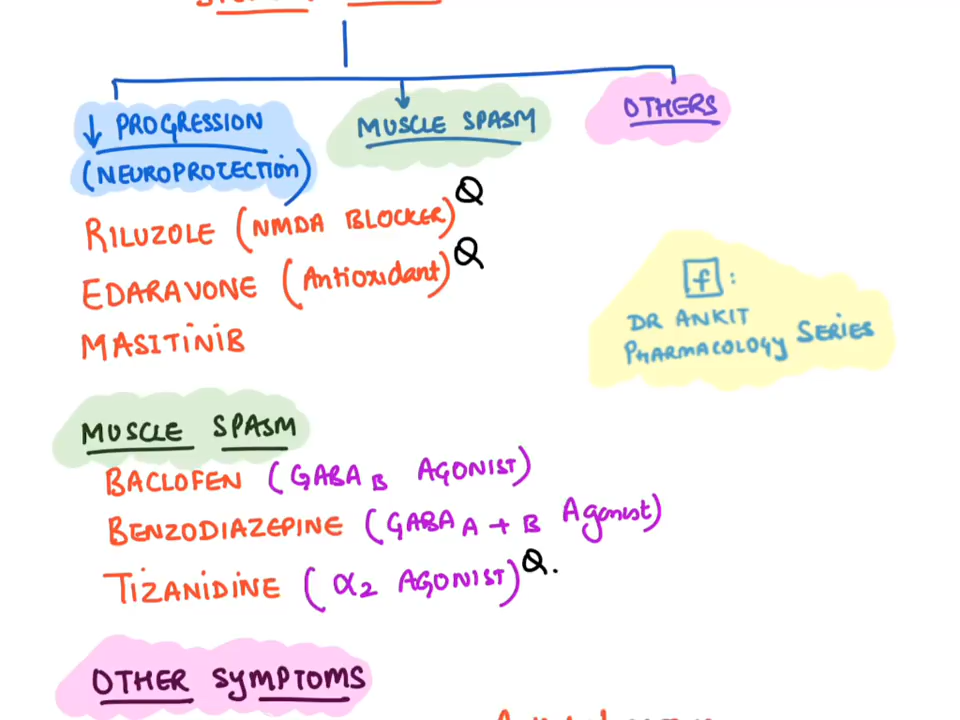 ↓ PROGRESSION
(NEUROPROTECTION)
MUSCLE SPASM
OTHERS
RILUZOLE (NMDA BLOCKER) Q
EDARAVONE (Antioxidant) Q
MASITINIB
f :
DR ANKIT
PHARMACOLOGY SERIES
MUSCLE SPASM
BACLOFEN (GABA B AGONIST)
BENZODIAZEPINE (GABA A + B Agonist)
TIZANIDINE (α2 AGONIST) Q.
OTHER SYMPTOMS